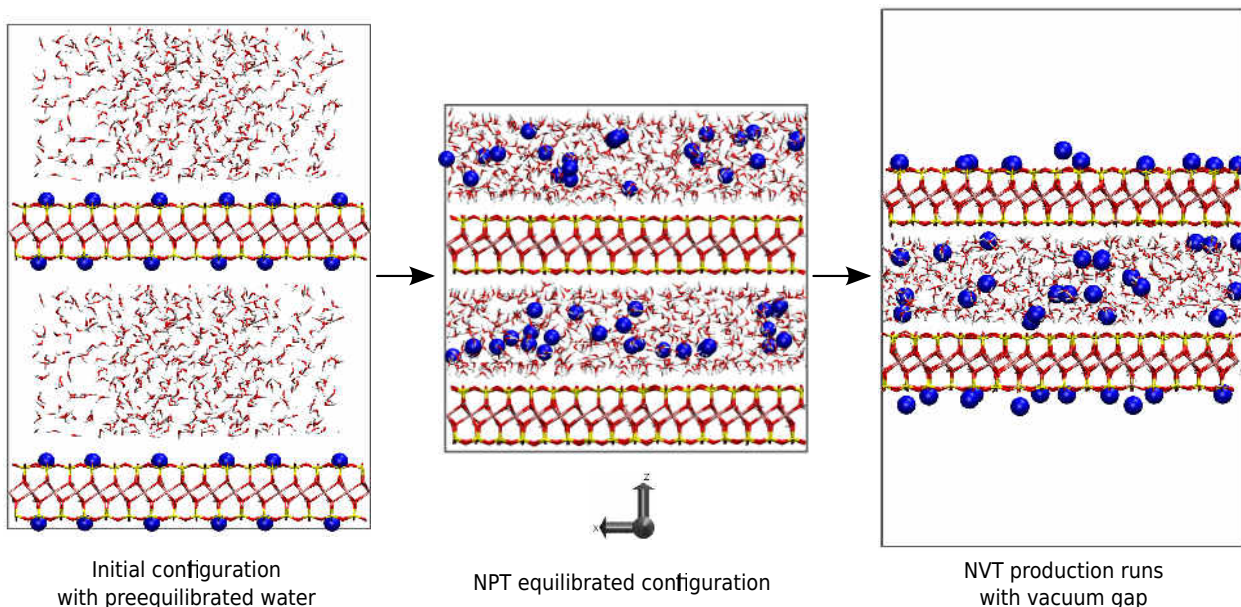 z
x
Initial configuration
with preequilibrated water
NPT equilibrated configuration
NVT production runs
with vacuum gap